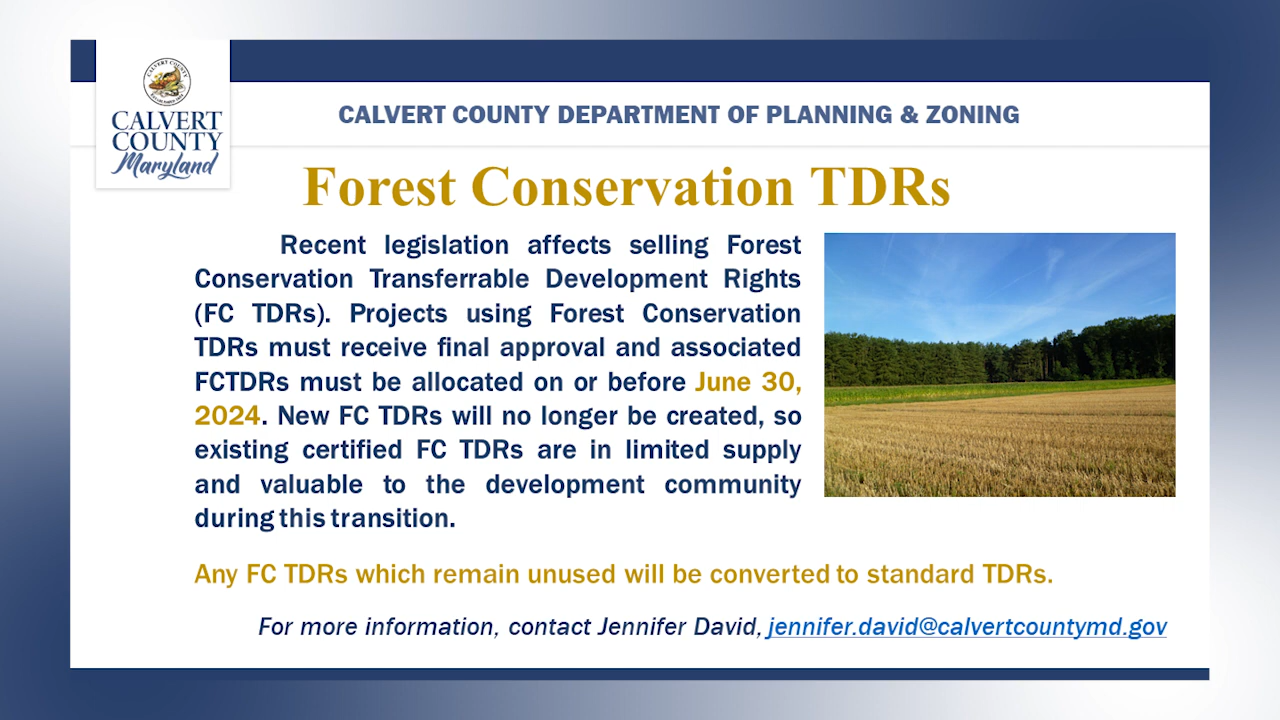 CALVERT COUNTY
CALVERT
COUNTY
Maryland
CALVERT COUNTY DEPARTMENT OF PLANNING & ZONING
Forest Conservation TDRs
Recent legislation affects selling Forest
Conservation Transferrable Development Rights
(FC TDRs). Projects using Forest Conservation
TDRs must receive final approval and associated
FCTDRs must be allocated on or before June 30,
2024. New FC TDRs will no longer be created, so
existing certified FC TDRs are in limited supply
and valuable to the development community
during this transition.
Any FC TDRs which remain unused will be converted to standard TDRs.
For more information, contact Jennifer David, jennifer.david@calvertcountymd.gov